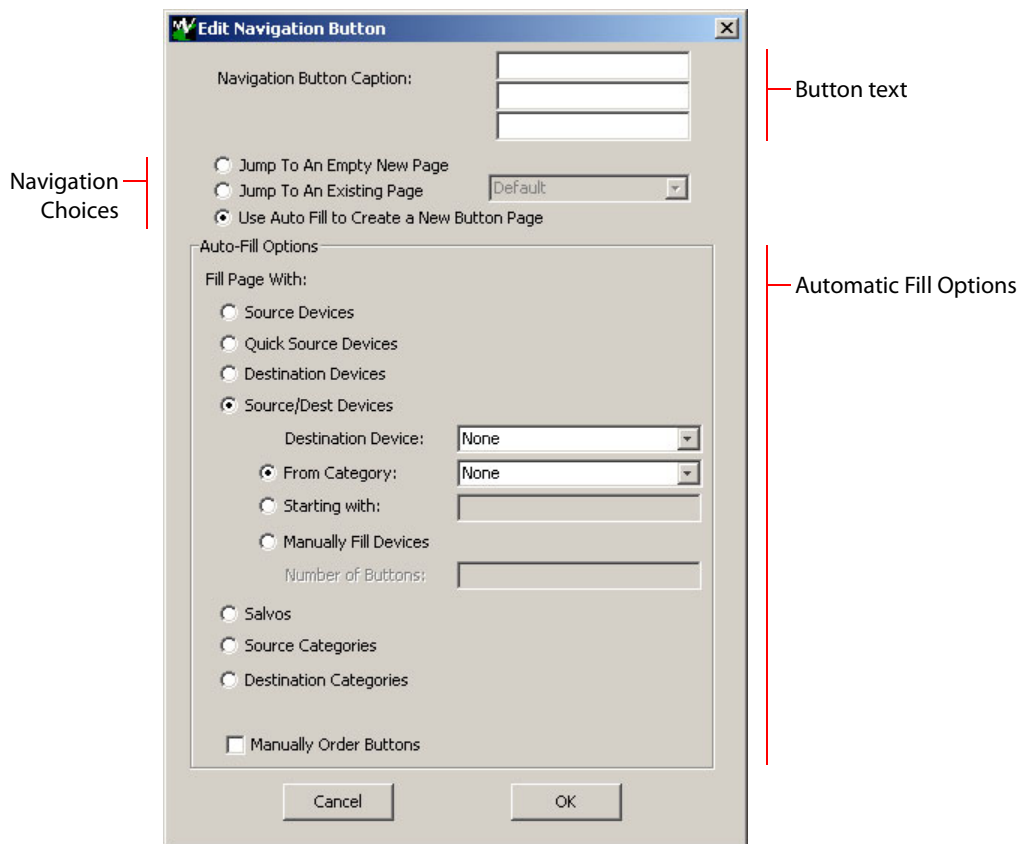 Edit Navigation Button
Navigation Button Caption:
Button text
Navigation
Choices
Jump To An Empty New Page
Jump To An Existing Page
Default
Use Auto Fill to Create a New Button Page
Auto-Fill Options
Automatic Fill Options
Fill Page With:
Source Devices
Quick Source Devices
Destination Devices
Source/Dest Devices
Destination Device:
None
From Category:
None
Starting with:
Manually Fill Devices
Number of Buttons:
Salvos
Source Categories
Destination Categories
Manually Order Buttons
Cancel
OK